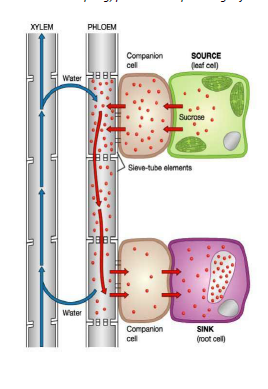 XYLEM
PHLOEM
Companion
cell
SOURCE
(leaf cell)
Water
Sucrose
Sieve-tube elements
Water
Companion
cell
SINK
(root cell)